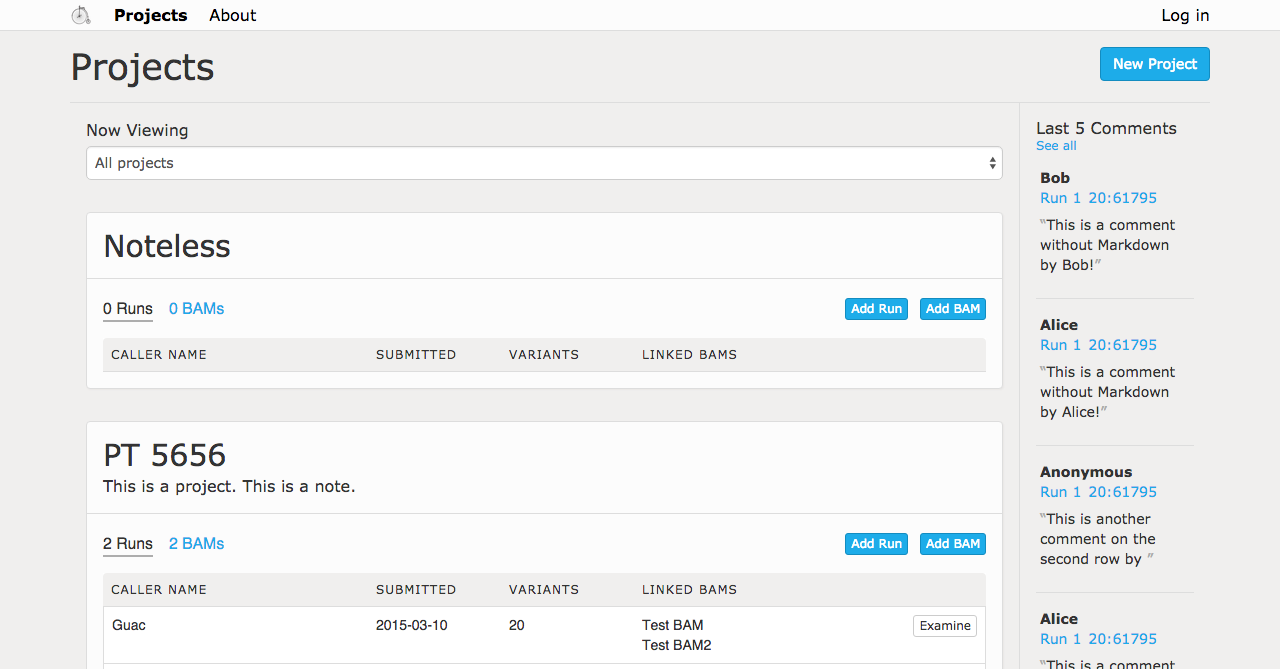 Projects About Log in
Projects
New Project
Now Viewing
All projects
Noteless
0 Runs 0 BAMs Add Run Add BAM
CALLER NAME SUBMITTED VARIANTS LINKED BAMS
PT 5656
This is a project. This is a note.
2 Runs 2 BAMs Add Run Add BAM
CALLER NAME SUBMITTED VARIANTS LINKED BAMS
Guac 2015-03-10 20 Test BAM Examine
Test BAM2
Last 5 Comments
See all
Bob
Run 1 20:61795
"This is a comment
without Markdown
by Bob!"
Alice
Run 1 20:61795
"This is a comment
without Markdown
by Alice!"
Anonymous
Run 1 20:61795
"This is another
comment on the
second row by "
Alice
Run 1 20:61795
"This is a comment